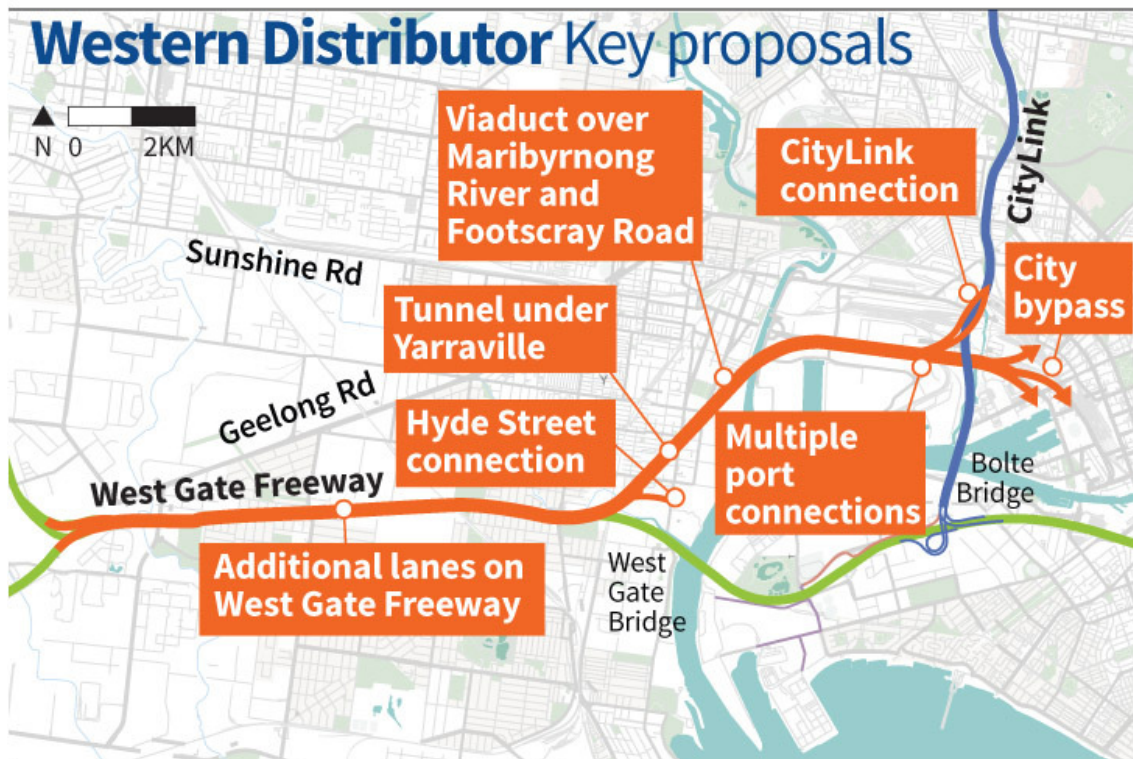 Western Distributor Key proposals
N 0 2KM
Viaduct over
Maribyrnong
River and
Footscray Road
CityLink
connection
CityLink
City
bypass
Sunshine Rd
Tunnel under
Yarraville
Geelong Rd
Hyde Street
connection
Multiple
port
connections
Bolte
Bridge
West Gate Freeway
Additional lanes on
West Gate Freeway
West
Gate
Bridge